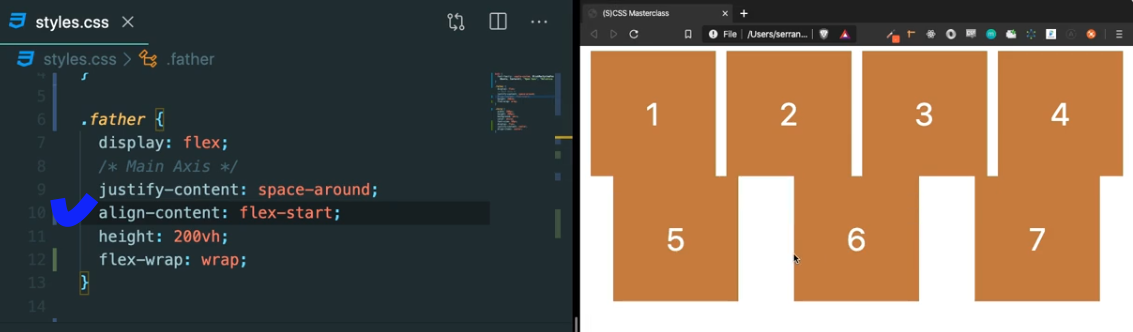 styles.css
(S)CSS Masterclass
File /Users/serran...
styles.css > .father
4 }
5
6 .father {
7 display: flex;
8 /* Main Axis */
9 justify-content: space-around;
10 align-content: flex-start;
11 height: 200vh;
12 flex-wrap: wrap;
13 }
14
1 2 3 4
5 6 7